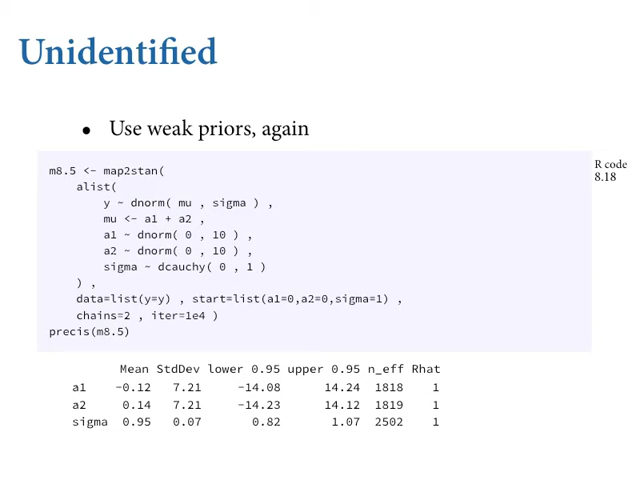 Unidentified
• Use weak priors, again
R code
8.18
m8.5 <- map2stan(
    alist(
        y ~ dnorm( mu , sigma ) ,
        mu <- a1 + a2 ,
        a1 ~ dnorm( 0 , 10 ) ,
        a2 ~ dnorm( 0 , 10 ) ,
        sigma ~ dcauchy( 0 , 1 )
    ) ,
    data=list(y=y) , start=list(a1=0,a2=0,sigma=1) ,
    chains=2 , iter=1e4 )
precis(m8.5)
Mean StdDev lower 0.95 upper 0.95 n_eff Rhat
a1 −0.12 7.21 −14.08 14.24 1818 1
a2 0.14 7.21 −14.23 14.12 1819 1
sigma 0.95 0.07 0.82 1.07 2502 1